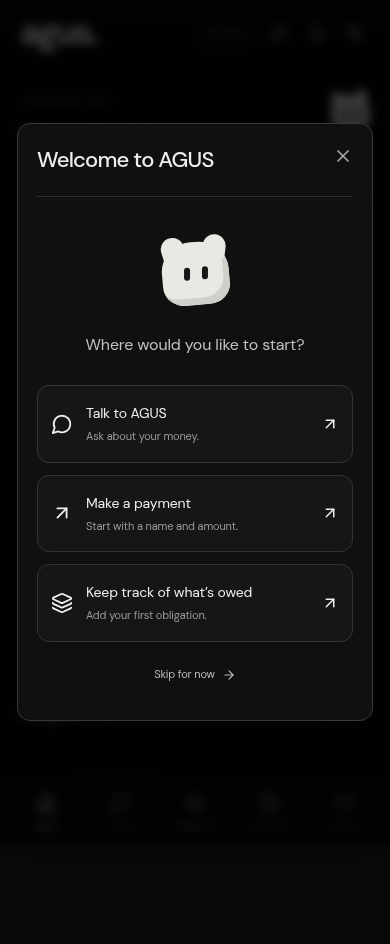 agus.
Welcome to AGUS
Where would you like to start?
Talk to AGUS
Ask about your money.
Make a payment
Start with a name and amount.
Keep track of what’s owed
Add your first obligation.
Skip for now